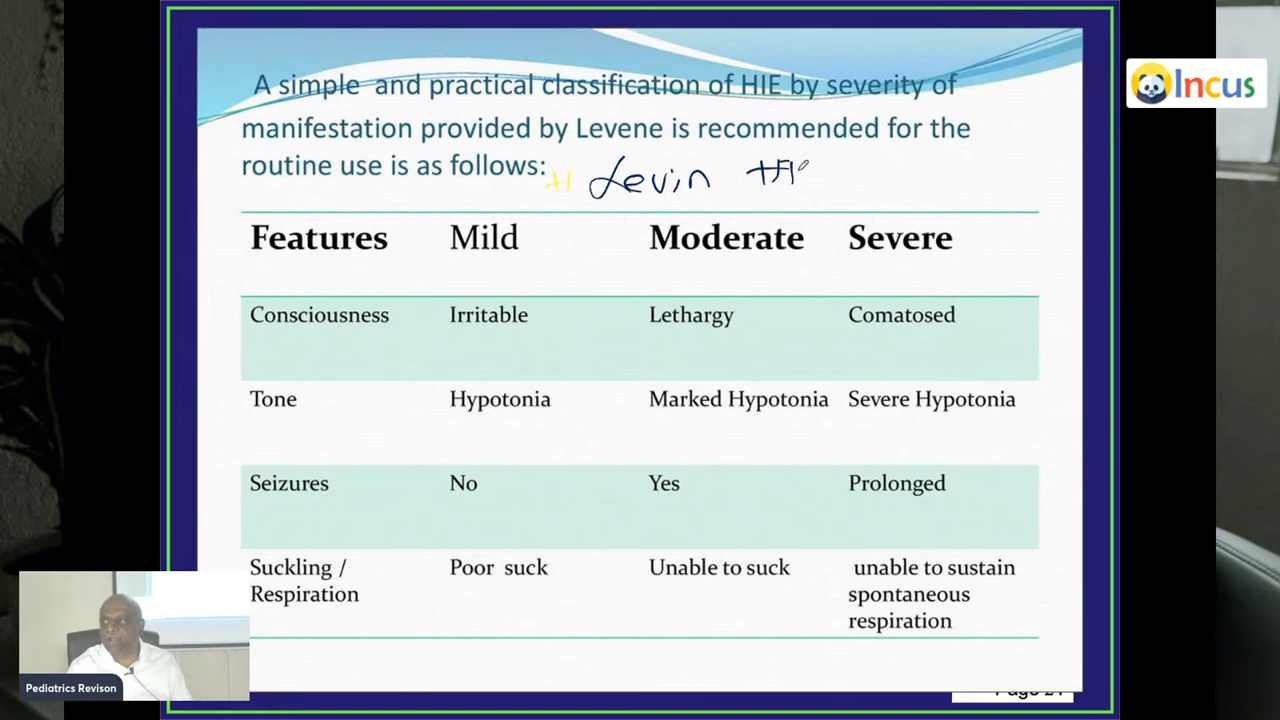 A simple and practical classification of HIE by severity of
manifestation provided by Levene is recommended for the
routine use is as follows:
H Levin HI
Incus
Features Mild Moderate Severe
Consciousness Irritable Lethargy Comatosed
Tone Hypotonia Marked Hypotonia Severe Hypotonia
Seizures No Yes Prolonged
Suckling / Poor suck Unable to suck unable to sustain
Respiration spontaneous
respiration
Pediatrics Revison